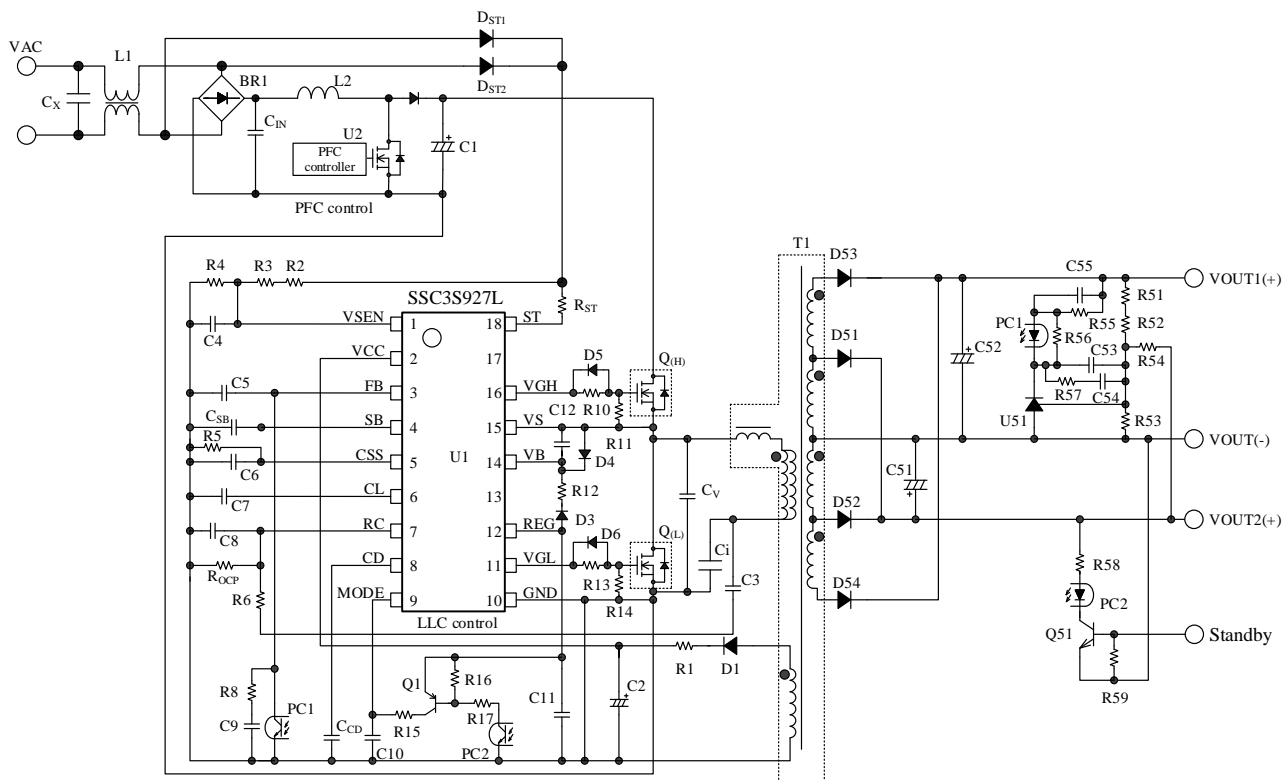 VAC
L1
DST1
DST2
BR1
L2
CX
CIN
U2
PFC controller
C1
PFC control
R4
R3
R2
RST
SSC3S927L
C4
VSEN
1
18
ST
VCC
2
17
D5
Q(H)
C5
FB
3
16
VGH
R10
CSB
SB
4
15
VS
C12
R11
R5
C6
CSS
5
U1
14
VB
D4
C7
CL
6
13
R12
C8
RC
7
12
REG
D3
D6
Q(L)
ROCP
CD
8
11
VGL
R13
R6
MODE
9
10
GND
R14
LLC control
CV
Ci
C3
T1
D53
D51
D52
D54
C52
C51
C55
PC1
R55
R56
R51
R52
C53
R54
R57
C54
U51
R53
VOUT1(+)
VOUT(-)
VOUT2(+)
R58
PC2
Q51
R59
Standby
R1
D1
R8
C9
PC1
CCD
C10
R15
Q1
R16
R17
PC2
C11
C2